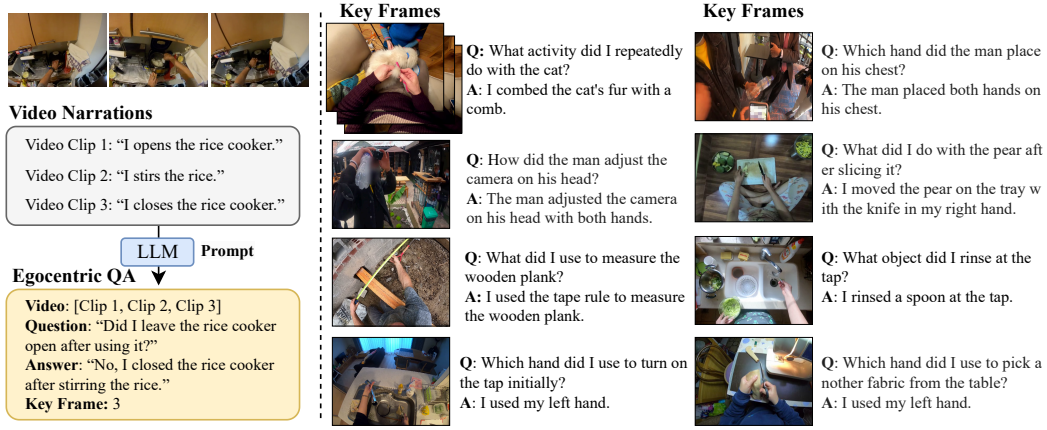 Video Narrations
Video Clip 1: “I opens the rice cooker.”
Video Clip 2: “I stirs the rice.”
Video Clip 3: “I closes the rice cooker.”
LLM
Prompt
Egocentric QA
Video: [Clip 1, Clip 2, Clip 3]
Question: “Did I leave the rice cooker
open after using it?”
Answer: “No, I closed the rice cooker
after stirring the rice.”
Key Frame: 3
Key Frames
Q: What activity did I repeatedly
do with the cat?
A: I combed the cat's fur with a
comb.
Q: How did the man adjust the
camera on his head?
A: The man adjusted the camera
on his head with both hands.
Q: What did I use to measure the
wooden plank?
A: I used the tape rule to measure
the wooden plank.
Q: Which hand did I use to turn on
the tap initially?
A: I used my left hand.
Key Frames
Q: Which hand did the man place
on his chest?
A: The man placed both hands on
his chest.
Q: What did I do with the pear aft
er slicing it?
A: I moved the pear on the tray w
ith the knife in my right hand.
Q: What object did I rinse at the
tap?
A: I rinsed a spoon at the tap.
Q: Which hand did I use to pick a
nother fabric from the table?
A: I used my left hand.